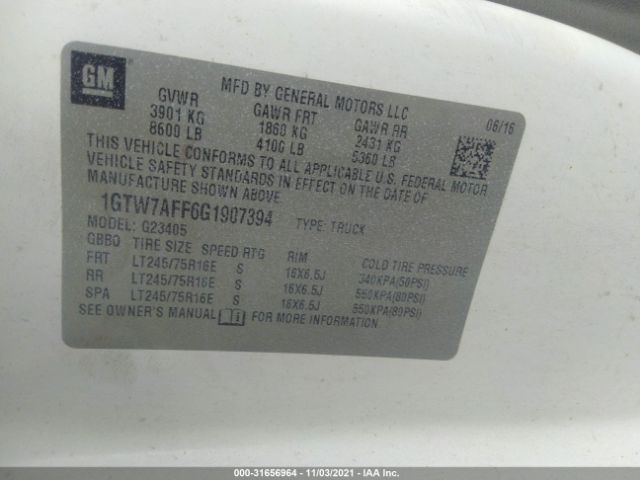 GM
MFD BY GENERAL MOTORS LLC
GVWR GAWR FRT GAWR RR 06/16
3901 KG 1860 KG 2431 KG
8600 LB 4100 LB 5360 LB
THIS VEHICLE CONFORMS TO ALL APPLICABLE U.S. FEDERAL MOTOR
VEHICLE SAFETY STANDARDS IN EFFECT ON THE DATE OF
MANUFACTURE SHOWN ABOVE.
1GTW7AFF6G1907394 TYPE: TRUCK
MODEL: G23405
GBBO TIRE SIZE SPEED RTG RIM COLD TIRE PRESSURE
FRT LT245/75R16E S 16X6.5J 340KPA(50PSI)
RR LT245/75R16E S 16X6.5J 550KPA(80PSI)
SPA LT245/75R16E S 16X6.5J 550KPA(80PSI)
SEE OWNER'S MANUAL FOR MORE INFORMATION
000-31656964 - 11/03/2021 - IAA Inc.